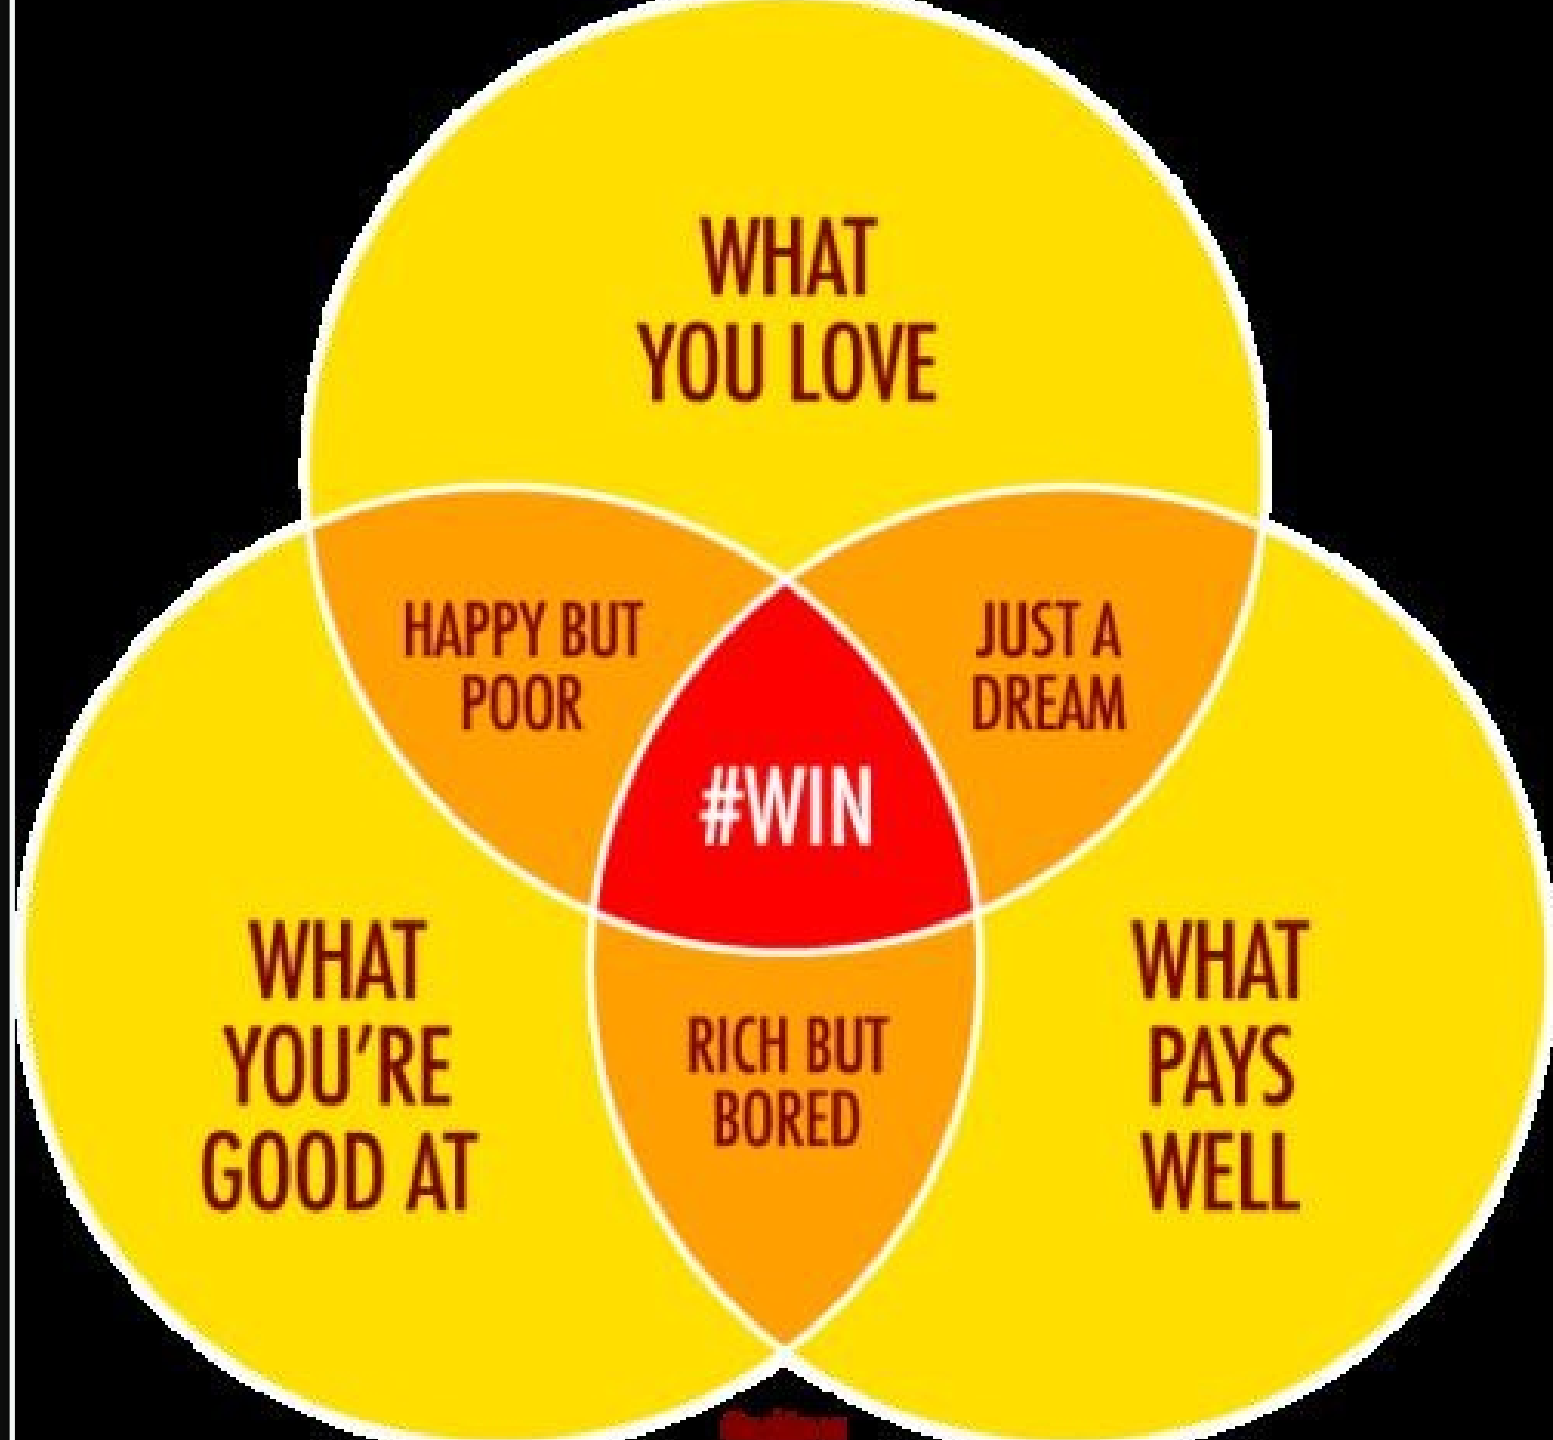 WHAT
YOU LOVE
HAPPY BUT
POOR
JUST A
DREAM
#WIN
WHAT
YOU'RE
GOOD AT
RICH BUT
BORED
WHAT
PAYS
WELL